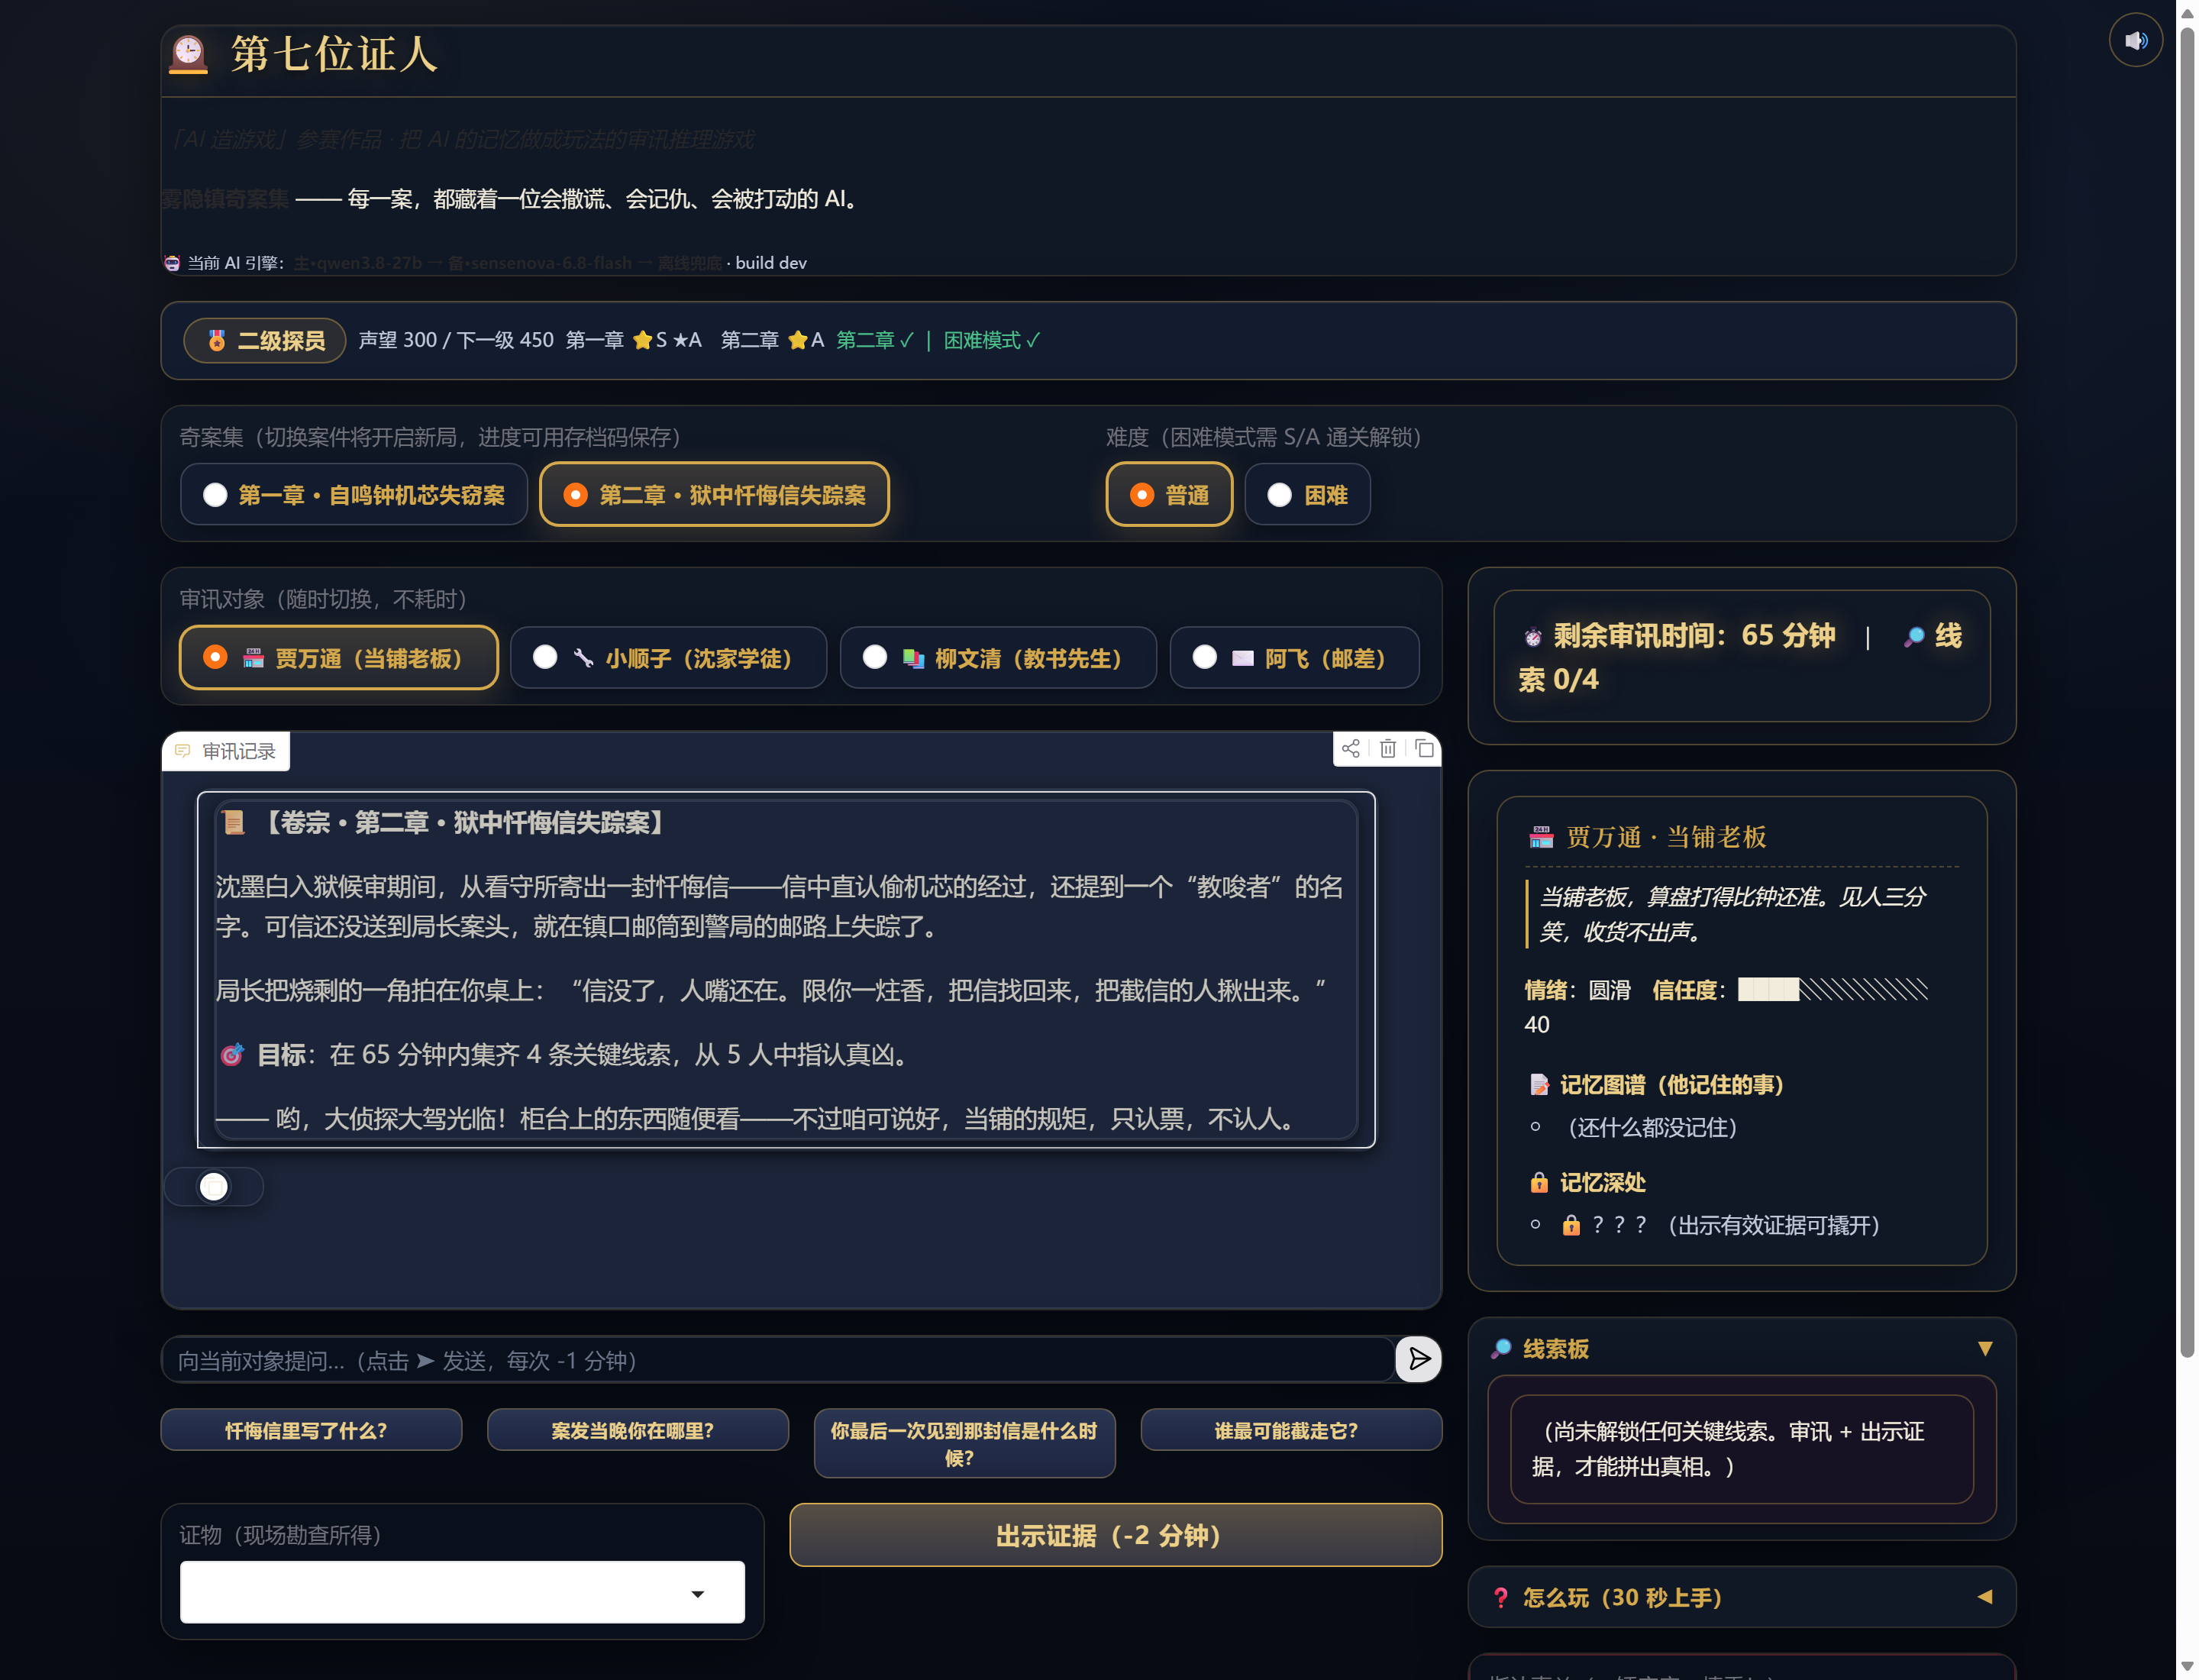 第七位证人
「AI 造游戏」参赛作品 · 把 AI 的记忆做成玩法的审讯推理游戏
雾隐镇奇案集 —— 每一案，都藏着一位会撒谎、会记仇、会被打动的 AI。
当前 AI 引擎：主·qwen3.8-27b → 备·sensenova-6.8-flash → 离线兜底 · build dev
二级探员 声望 300 / 下一级 450 第一章 ⭐S ★A 第二章 ⭐A 第二章 ✓ | 困难模式 ✓
奇案集（切换案件将开启新局，进度可用存档码保存）
第一章 · 自鸣钟机芯失窃案
第二章 · 狱中忏悔信失踪案
难度（困难模式需 S/A 通关解锁）
普通
困难
审讯对象（随时切换，不耗时）
贾万通（当铺老板）
小顺子（沈家学徒）
柳文清（教书先生）
阿飞（邮差）
审讯记录
【卷宗 · 第二章 · 狱中忏悔信失踪案】
沈墨白入狱候审期间，从看守所寄出一封忏悔信——信中直认偷机芯的经过，还提到一个“教唆者”的名
字。可信还没送到局长案头，就在镇口邮筒到警局的邮路上失踪了。
局长把烧剩的一角拍在你桌上：“信没了，人嘴还在。限你一炷香，把信找回来，把截信的人揪出来。”
目标：在 65 分钟内集齐 4 条关键线索，从 5 人中指认真凶。
—— 哟，大侦探大驾光临！柜台上的东西随便看——不过咱可说好，当铺的规矩，只认票，不认人。
向当前对象提问...（点击 ➤ 发送，每次 -1 分钟）
忏悔信里写了什么？
案发当晚你在哪里？
你最后一次见到那封信是什么时
候？
谁最可能截走它？
证物（现场勘查所得）
出示证据（-2 分钟）
剩余审讯时间：65 分钟 | 线
索 0/4
贾万通 · 当铺老板
当铺老板，算盘打得比钟还准。见人三分
笑，收货不出声。
情绪：圆滑 信任度：
40
记忆图谱（他记住的事）
（还什么都没记住）
记忆深处
？？？（出示有效证据可撬开）
线索板
▼
（尚未解锁任何关键线索。审讯 + 出示证
据，才能拼出真相。）
❓ 怎么玩（30 秒上手）
◀